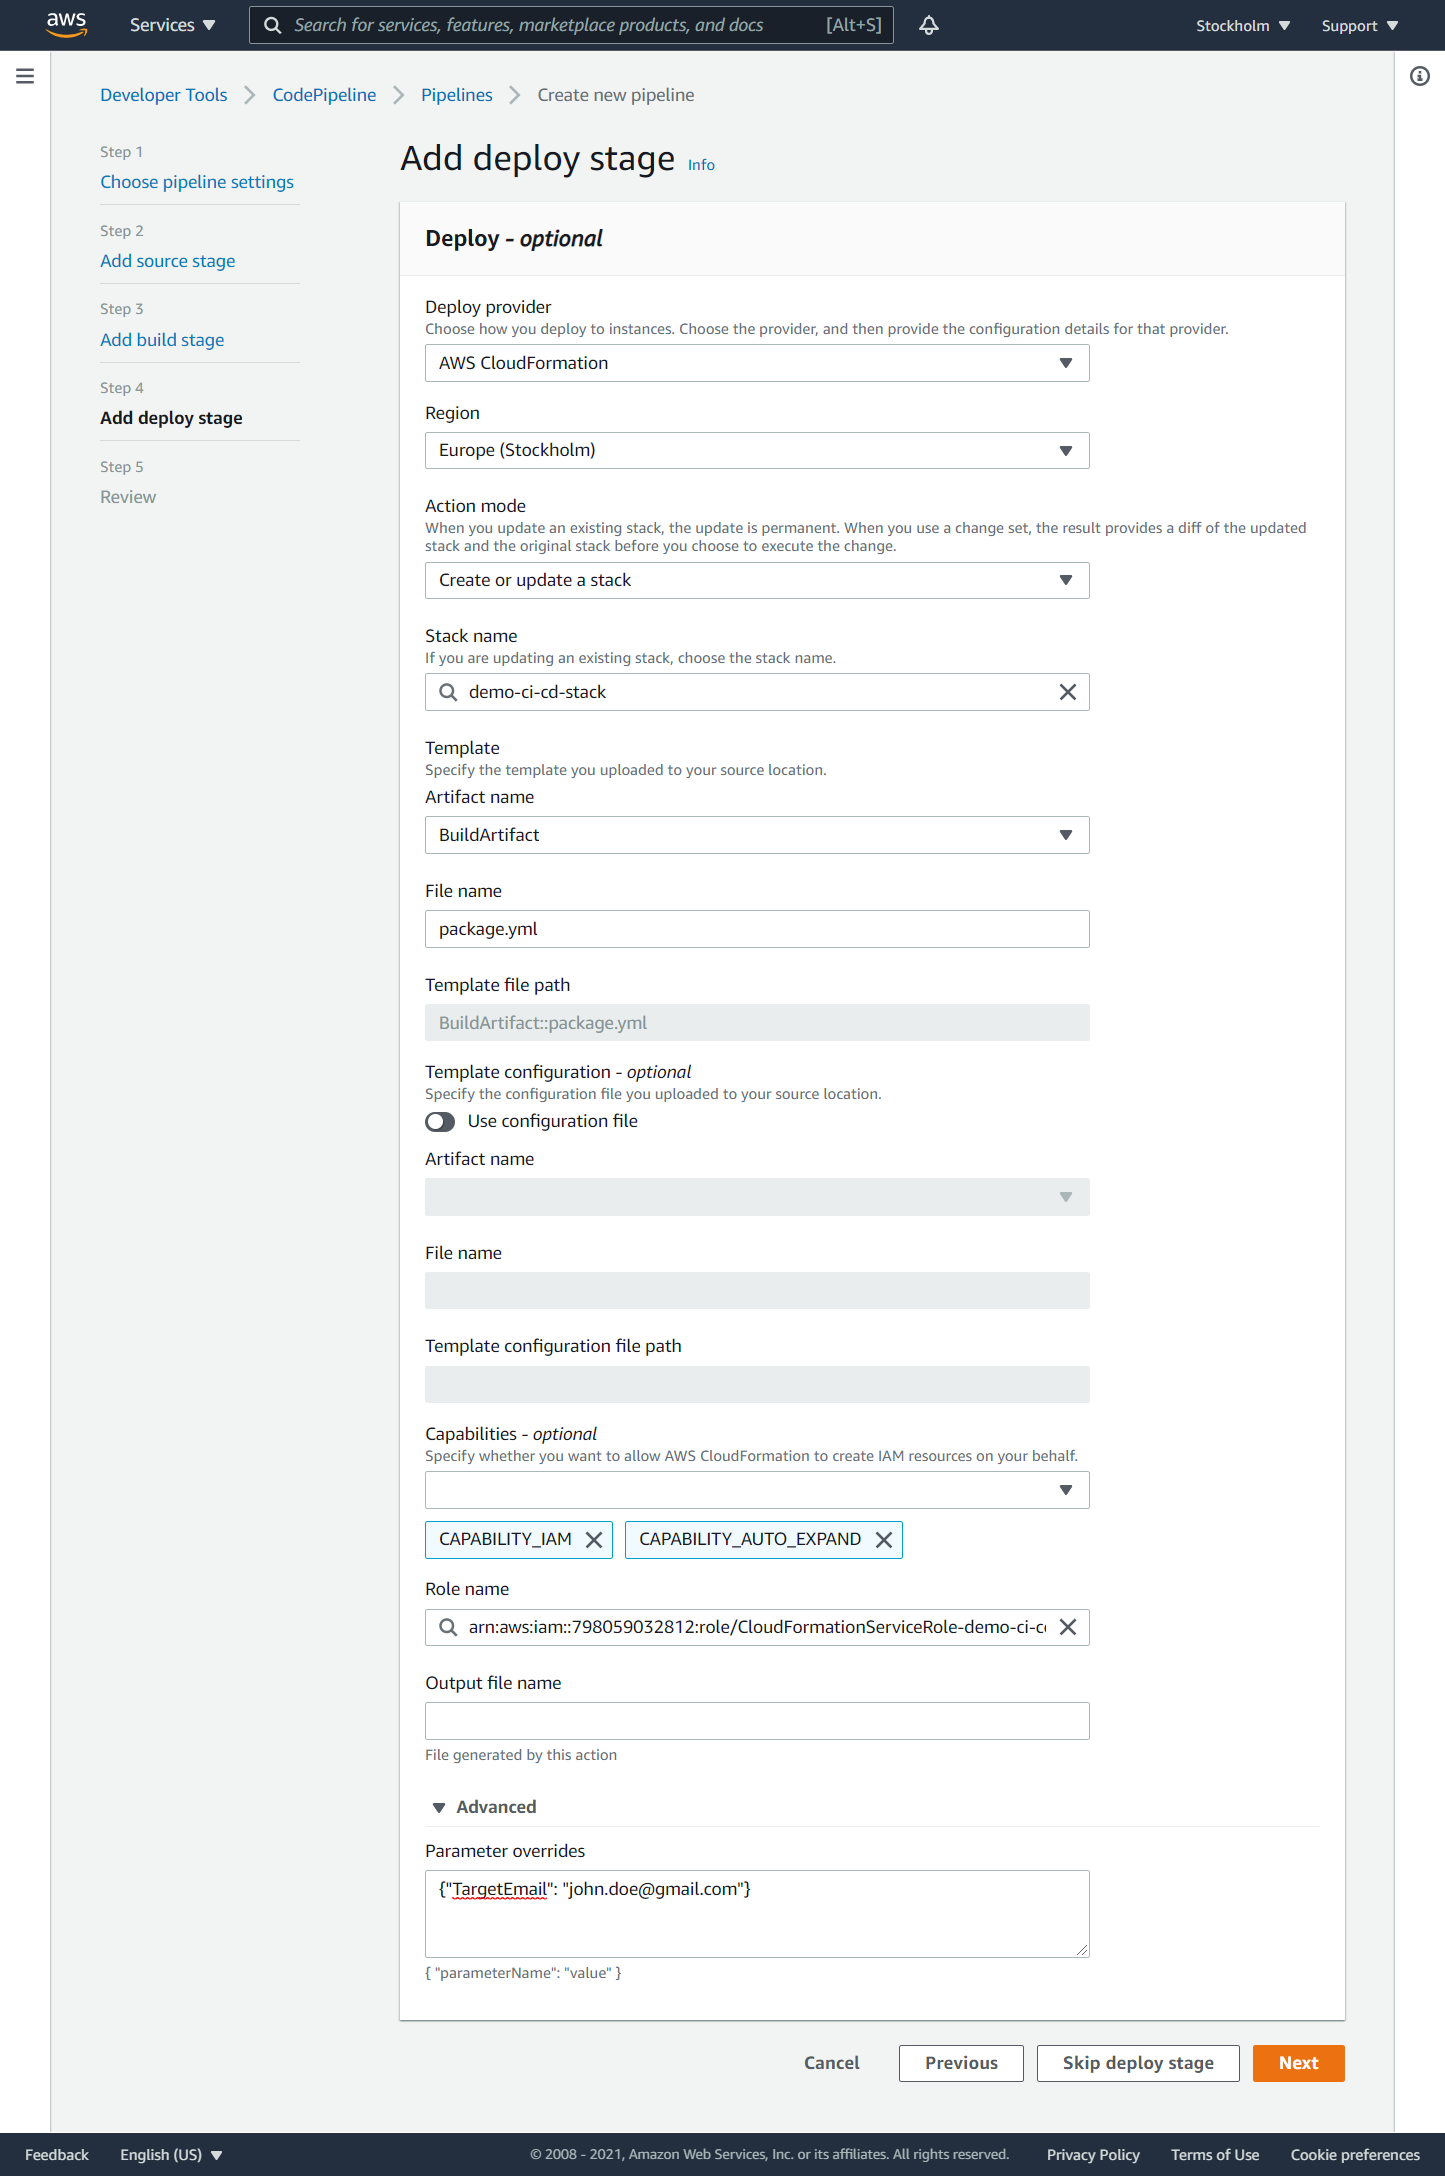 aws
Services
Search for services, features, marketplace products, and docs [Alt+S]
Stockholm
Support
Developer Tools
CodePipeline
Pipelines
Create new pipeline
Step 1
Choose pipeline settings
Step 2
Add source stage
Step 3
Add build stage
Step 4
Add deploy stage
Step 5
Review
Add deploy stage Info
Deploy - optional
Deploy provider
Choose how you deploy to instances. Choose the provider, and then provide the configuration details for that provider.
AWS CloudFormation
Region
Europe (Stockholm)
Action mode
When you update an existing stack, the update is permanent. When you use a change set, the result provides a diff of the updated
stack and the original stack before you choose to execute the change.
Create or update a stack
Stack name
If you are updating an existing stack, choose the stack name.
demo-ci-cd-stack
Template
Specify the template you uploaded to your source location.
Artifact name
BuildArtifact
File name
package.yml
Template file path
BuildArtifact::package.yml
Template configuration - optional
Specify the configuration file you uploaded to your source location.
Use configuration file
Artifact name
File name
Template configuration file path
Capabilities - optional
Specify whether you want to allow AWS CloudFormation to create IAM resources on your behalf.
CAPABILITY_IAM
CAPABILITY_AUTO_EXPAND
Role name
arn:aws:iam::798059032812:role/CloudFormationServiceRole-demo-ci-c
Output file name
File generated by this action
Advanced
Parameter overrides
{"TargetEmail": "john.doe@gmail.com"}
{ "parameterName": "value" }
Cancel
Previous
Skip deploy stage
Next
Feedback
English (US)
© 2008 - 2021, Amazon Web Services, Inc. or its affiliates. All rights reserved.
Privacy Policy
Terms of Use
Cookie preferences